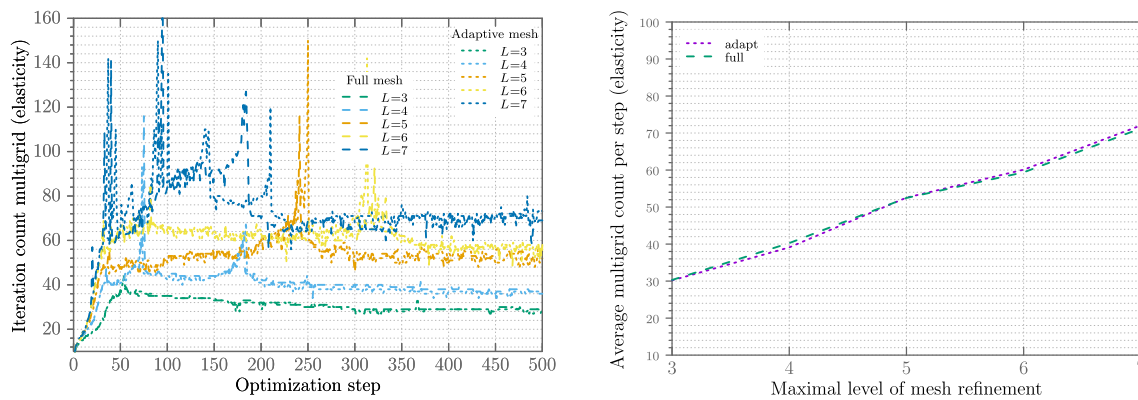 Iteration count multigrid (elasticity)
160
140
120
100
80
60
40
20
0
50
100
150
200
250
300
350
400
450
500
Optimization step
Full mesh
L=3
L=4
L=5
L=6
L=7
Adaptive mesh
L=3
L=4
L=5
L=6
L=7
Average multigrid count per step (elasticity)
100
90
80
70
60
50
40
30
20
10
3
4
5
6
7
Maximal level of mesh refinement
adapt
full